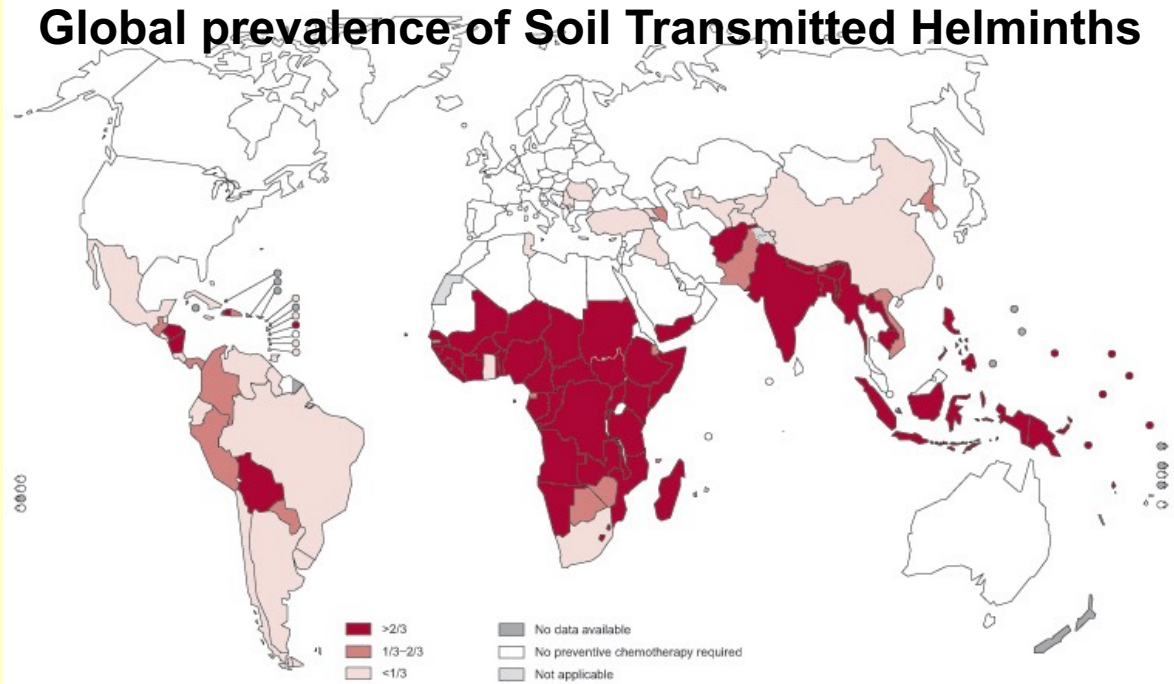 Global prevalence of Soil Transmitted Helminths
>2/3
1/3–2/3
<1/3
No data available
No preventive chemotherapy required
Not applicable